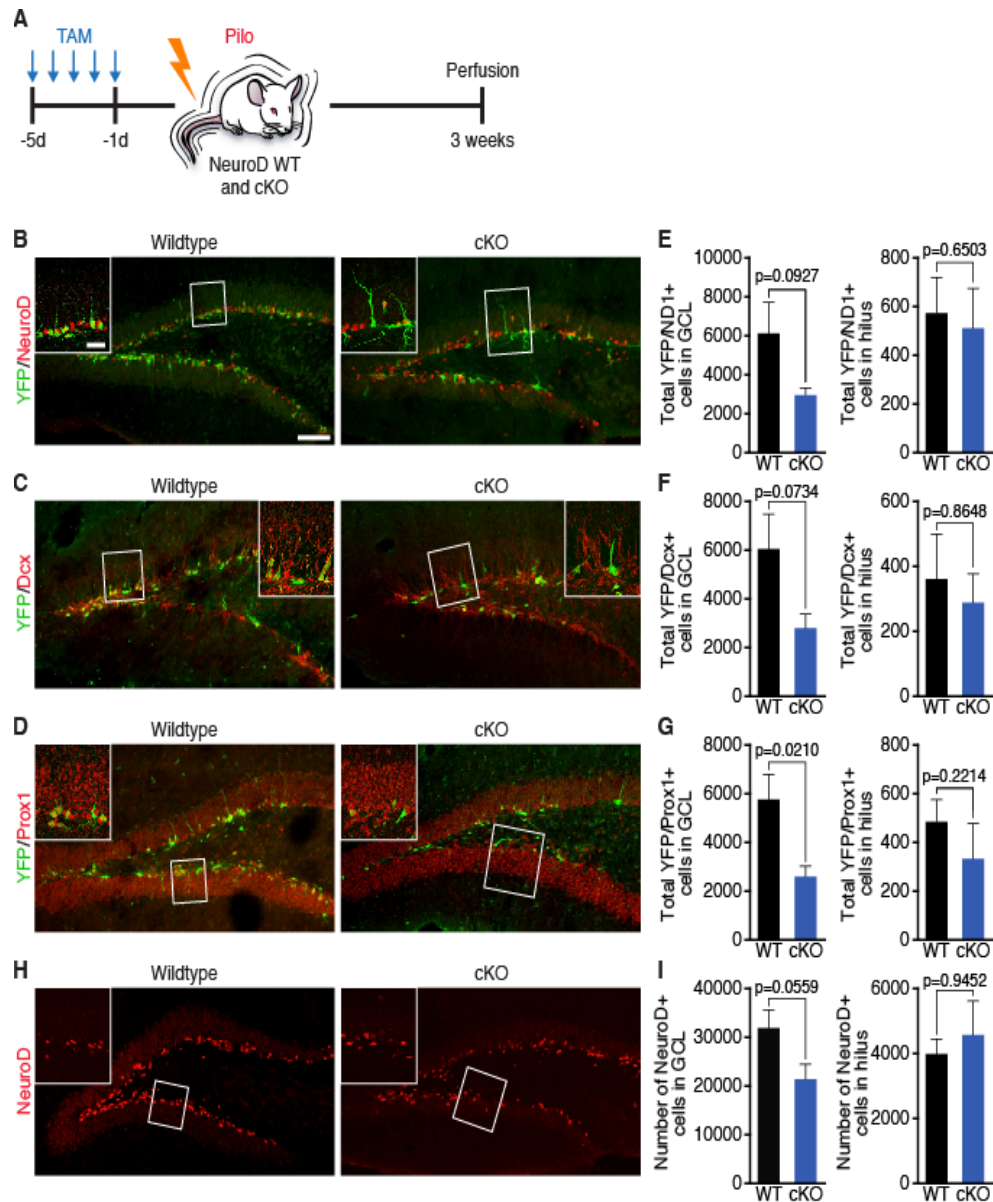 A
TAM
Pilo
Perfusion
-5d
-1d
3 weeks
NeuroD WT
and cKO
B
Wildtype
cKO
YFP/NeuroD
E
Total YFP/ND1+
cells in GCL
10000
8000
6000
4000
2000
0
p=0.0927
WT cKO
Total YFP/ND1+
cells in hilus
800
600
400
200
0
p=0.6503
WT cKO
C
Wildtype
cKO
YFP/Dcx
F
Total YFP/Dcx+
cells in GCL
8000
6000
4000
2000
0
p=0.0734
WT cKO
Total YFP/Dcx+
cells in hilus
600
400
200
0
p=0.8648
WT cKO
D
Wildtype
cKO
YFP/Prox1
G
Total YFP/Prox1+
cells in GCL
8000
6000
4000
2000
0
p=0.0210
WT cKO
Total YFP/Prox1+
cells in hilus
800
600
400
200
0
p=0.2214
WT cKO
H
Wildtype
cKO
NeuroD
I
Number of NeuroD+
cells in GCL
40000
30000
20000
10000
0
p=0.0559
WT cKO
Number of NeuroD+
cells in hilus
6000
4000
2000
0
p=0.9452
WT cKO